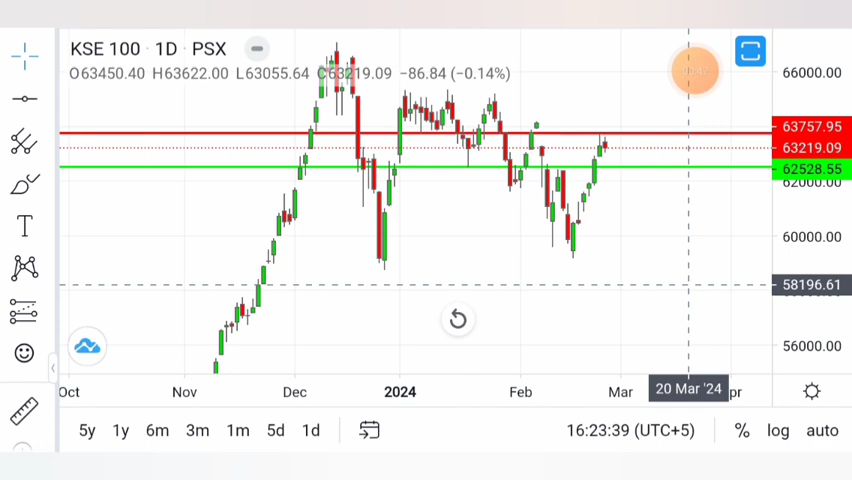 KSE 100 · 1D · PSX
O63450.40 H63622.00 L63055.64 C63219.09 −86.84 (−0.14%)
66000.00
63757.95
63219.09
62528.55
62000.00
60000.00
58196.61
56000.00
Oct Nov Dec 2024 Feb Mar 20 Mar '24 pr
5y 1y 6m 3m 1m 5d 1d 16:23:39 (UTC+5) % log auto
T